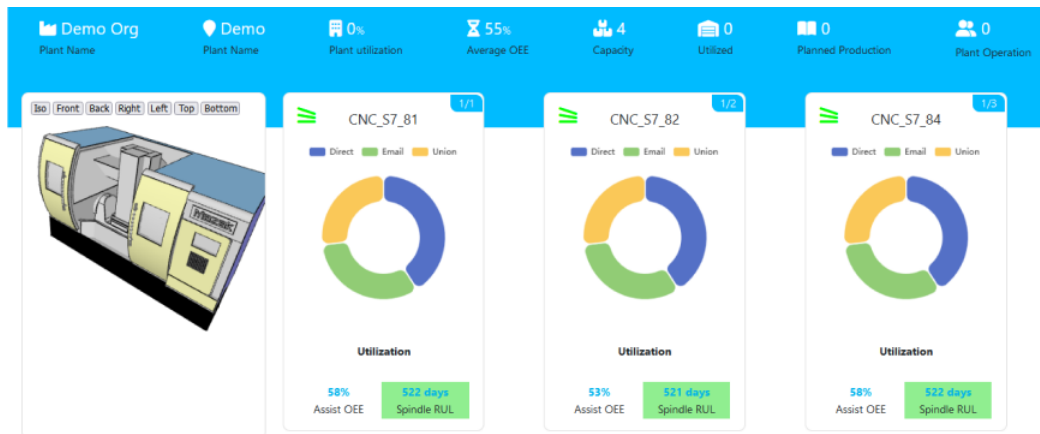 Demo Org
Plant Name
Demo
Plant Name
0%
Plant utilization
55%
Average OEE
4
Capacity
0
Utilized
0
Planned Production
0
Plant Operation
Iso Front Back Right Left Top Bottom
Mazak
1/1
CNC_S7_81
Direct Email Union
Utilization
58%
Assist OEE
522 days
Spindle RUL
1/2
CNC_S7_82
Direct Email Union
Utilization
53%
Assist OEE
521 days
Spindle RUL
1/3
CNC_S7_84
Direct Email Union
Utilization
58%
Assist OEE
522 days
Spindle RUL